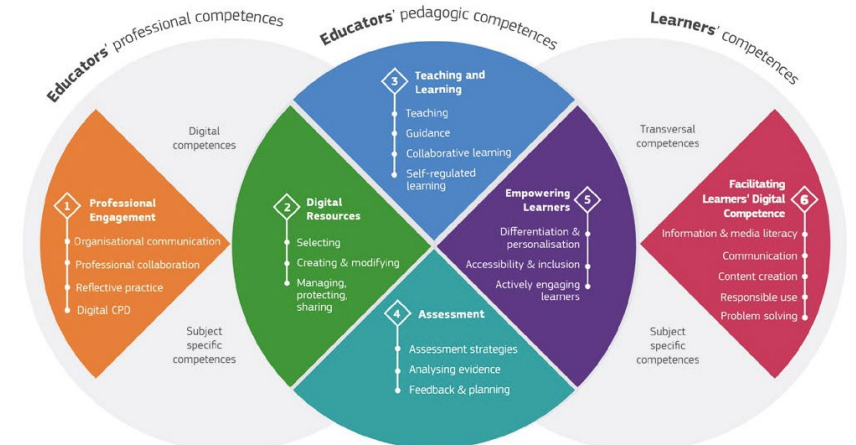 Educators' professional competences
Educators' pedagogic competences
Learners' competences
Digital
competences
Transversal
competences
1
Professional
Engagement
Organisational communication
Professional collaboration
Reflective practice
Digital CPD
2
Digital
Resources
Selecting
Creating & modifying
Managing,
protecting,
sharing
3
Teaching and
Learning
Teaching
Guidance
Collaborative learning
Self-regulated
learning
4
Assessment
Assessment strategies
Analysing evidence
Feedback & planning
5
Empowering
Learners
Differentiation &
personalisation
Accessibility & inclusion
Actively engaging
learners
6
Facilitating
Learners' Digital
Competence
Information & media literacy
Communication
Content creation
Responsible use
Problem solving
Subject
specific
competences
Subject
specific
competences